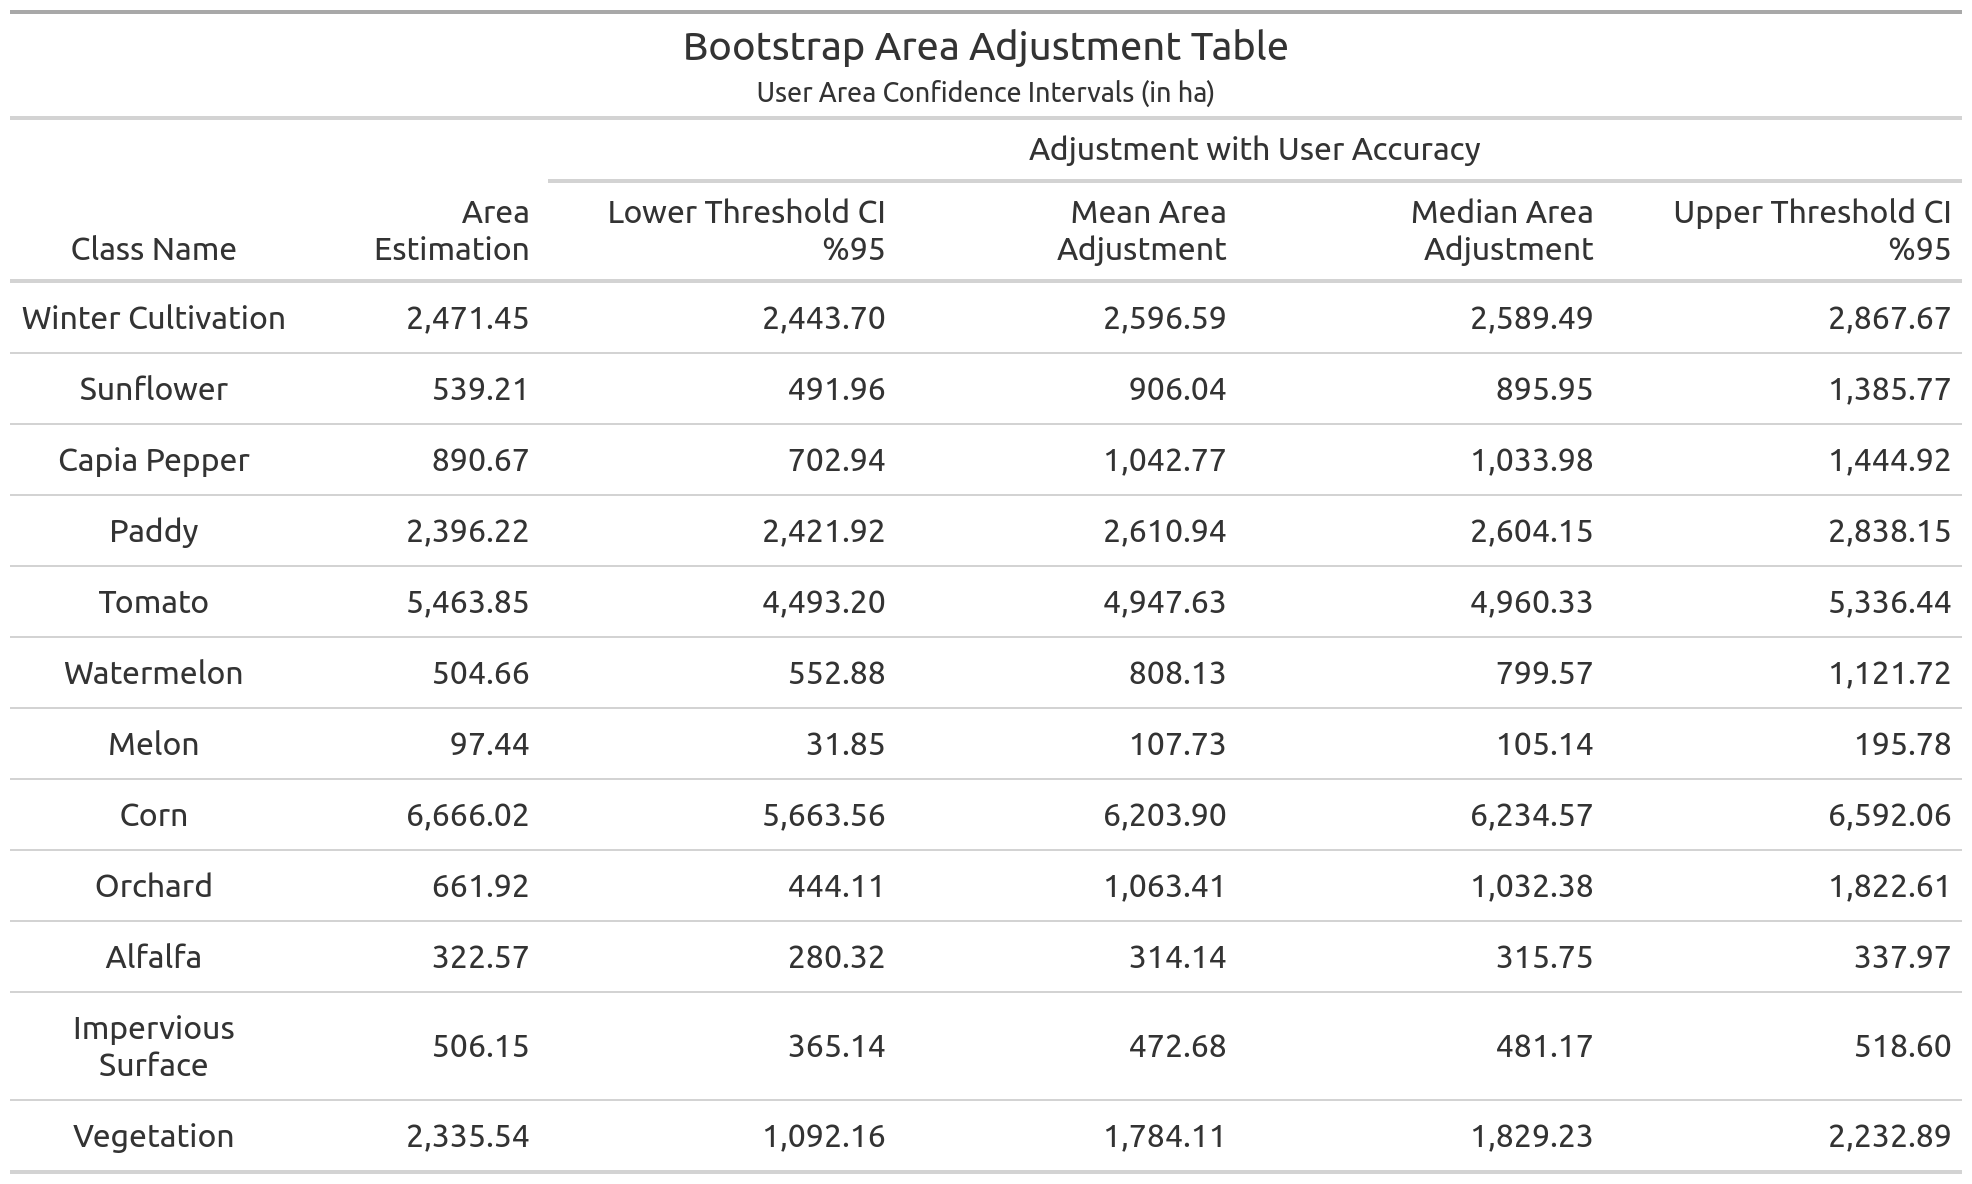 Bootstrap Area Adjustment Table
User Area Confidence Intervals (in ha)
Adjustment with User Accuracy
Class Name Area Estimation Lower Threshold CI %95 Mean Area Adjustment Median Area Adjustment Upper Threshold CI %95
Winter Cultivation 2,471.45 2,443.70 2,596.59 2,589.49 2,867.67
Sunflower 539.21 491.96 906.04 895.95 1,385.77
Capia Pepper 890.67 702.94 1,042.77 1,033.98 1,444.92
Paddy 2,396.22 2,421.92 2,610.94 2,604.15 2,838.15
Tomato 5,463.85 4,493.20 4,947.63 4,960.33 5,336.44
Watermelon 504.66 552.88 808.13 799.57 1,121.72
Melon 97.44 31.85 107.73 105.14 195.78
Corn 6,666.02 5,663.56 6,203.90 6,234.57 6,592.06
Orchard 661.92 444.11 1,063.41 1,032.38 1,822.61
Alfalfa 322.57 280.32 314.14 315.75 337.97
Impervious Surface 506.15 365.14 472.68 481.17 518.60
Vegetation 2,335.54 1,092.16 1,784.11 1,829.23 2,232.89